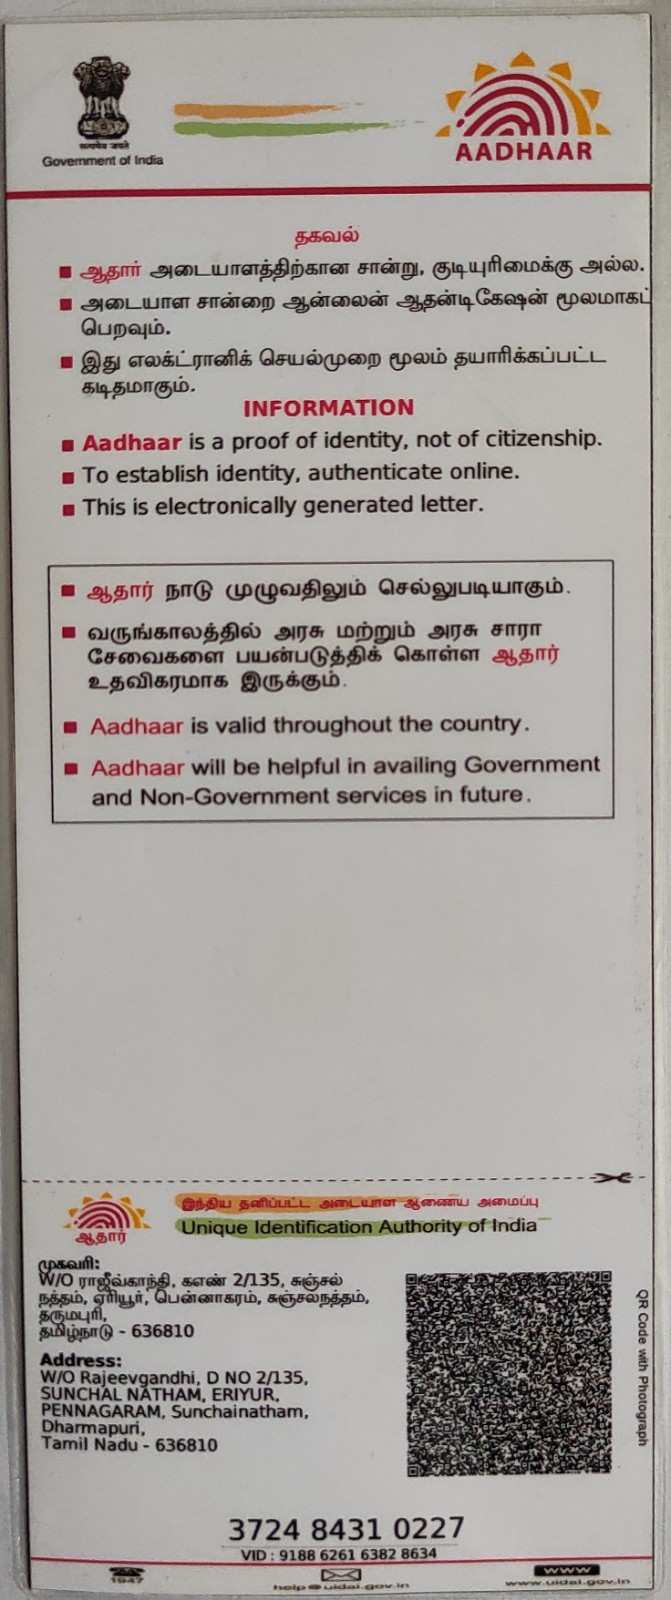 सत्यमेव जयते
Government of India
AADHAAR
தகவல்
ஆதார் அடையாளத்திற்கான சான்று, குடியுரிமைக்கு அல்ல.
அடையாள சான்றை ஆன்லைன் ஆதன்டிகேஷன் மூலமாகப்
பெறவும்.
இது எலக்ட்ரானிக் செயல்முறை மூலம் தயாரிக்கப்பட்ட
கடிதமாகும்.
INFORMATION
Aadhaar is a proof of identity, not of citizenship.
To establish identity, authenticate online.
This is electronically generated letter.
ஆதார் நாடு முழுவதிலும் செல்லுபடியாகும்.
வருங்காலத்தில் அரசு மற்றும் அரசு சாரா
சேவைகளை பயன்படுத்திக் கொள்ள ஆதார்
உதவிகரமாக இருக்கும்.
Aadhaar is valid throughout the country.
Aadhaar will be helpful in availing Government
and Non-Government services in future.
ஆதார்
இந்திய தனிப்பட்ட அடையாள ஆணைய அமைப்பு
Unique Identification Authority of India
முகவரி:
W/O ராஜீவ்காந்தி, கஎண் 2/135, சுஞ்சல்
நத்தம், ஏரியூர், பென்னாகரம், சுஞ்சலநத்தம்,
தருமபுரி,
தமிழ்நாடு - 636810
Address:
W/O Rajeevgandhi, D NO 2/135,
SUNCHAL NATHAM, ERIYUR,
PENNAGARAM, Sunchainatham,
Dharmapuri,
Tamil Nadu - 636810
QR Code with Photograph
3724 8431 0227
VID : 9188 6261 6382 8634
1947
help@uidai.gov.in
www
www.uidai.gov.in